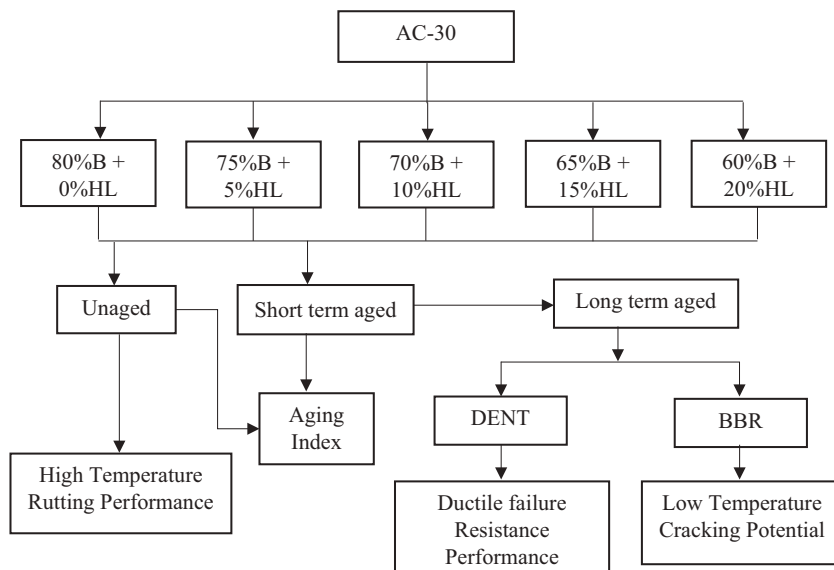 AC-30
80%B +
0%HL
75%B +
5%HL
70%B +
10%HL
65%B +
15%HL
60%B +
20%HL
Unaged
Short term aged
Long term aged
Aging
Index
DENT
BBR
High Temperature
Rutting Performance
Ductile failure
Resistance
Performance
Low Temperature
Cracking Potential